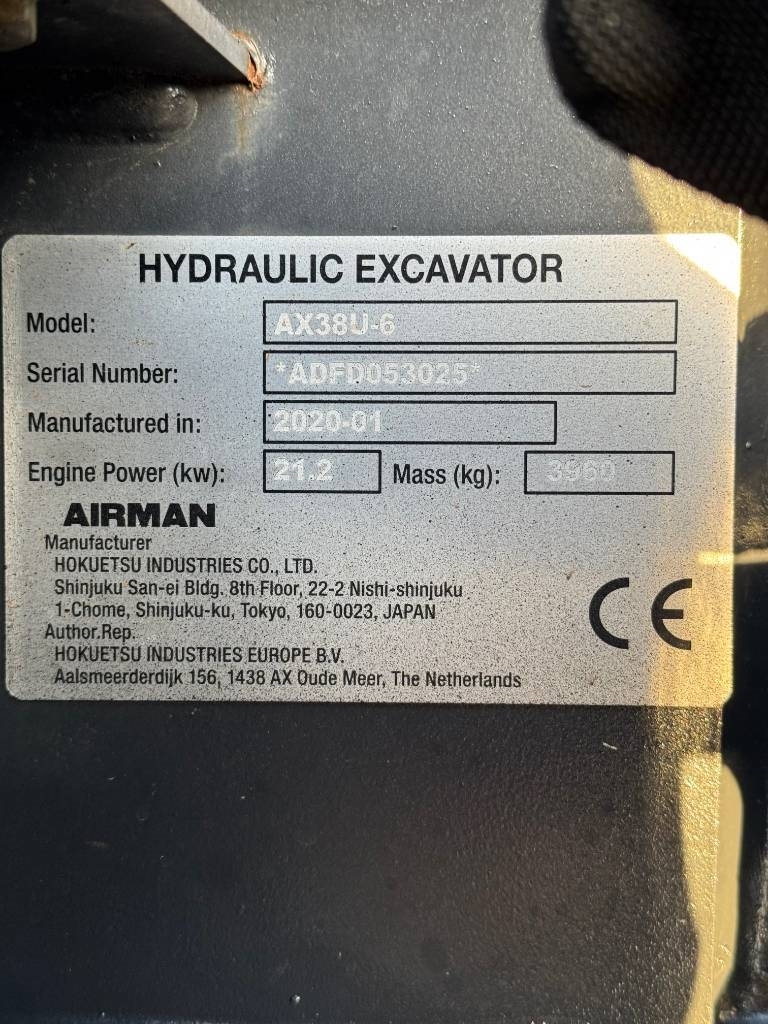 HYDRAULIC EXCAVATOR
Model: AX38U-6
Serial Number: *ADFD053025*
Manufactured in: 2020-01
Engine Power (kw): 21.2 Mass (kg): 3960
AIRMAN
Manufacturer
HOKUETSU INDUSTRIES CO., LTD.
Shinjuku San-ei Bldg. 8th Floor, 22-2 Nishi-shinjuku
1-Chome, Shinjuku-ku, Tokyo, 160-0023, JAPAN
Author.Rep.
HOKUETSU INDUSTRIES EUROPE B.V.
Aalsmeerderdijk 156, 1438 AX Oude Meer, The Netherlands
CE